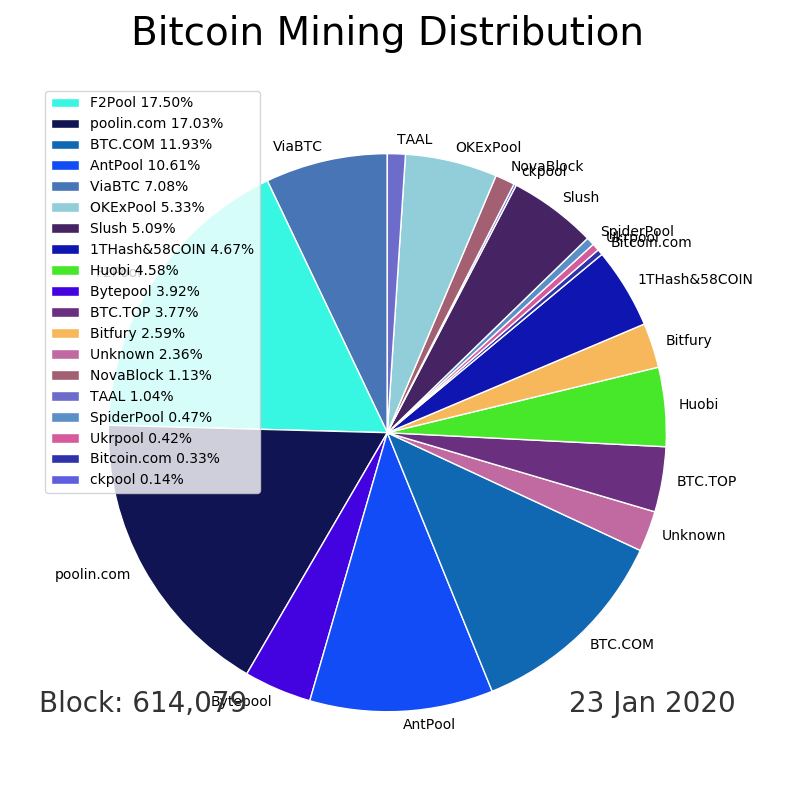 Bitcoin Mining Distribution
F2Pool 17.50%
poolin.com 17.03%
BTC.COM 11.93%
AntPool 10.61%
ViaBTC 7.08%
OKExPool 5.33%
Slush 5.09%
1THash&58COIN 4.67%
Huobi 4.58%
Bytepool 3.92%
BTC.TOP 3.77%
Bitfury 2.59%
Unknown 2.36%
NovaBlock 1.13%
TAAL 1.04%
SpiderPool 0.47%
Ukrpool 0.42%
Bitcoin.com 0.33%
ckpool 0.14%
ViaBTC
TAAL
OKExPool
NovaBlock
ckpool
Slush
SpiderPool
Ukrpool
Bitcoin.com
1THash&58COIN
Bitfury
Huobi
BTC.TOP
Unknown
BTC.COM
AntPool
Bytepool
poolin.com
Block: 614,079
23 Jan 2020